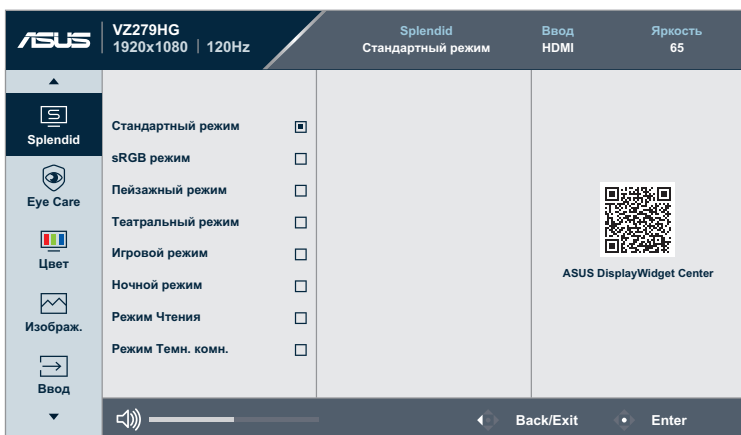 ASUS
VZ279HG
1920x1080 | 120Hz
Splendid
Стандартный режим
Ввод
HDMI
Яркость
65
Splendid
Eye Care
Цвет
Изображ.
Ввод
Стандартный режим
sRGB режим
Пейзажный режим
Театральный режим
Игровой режим
Ночной режим
Режим Чтения
Режим Темн. комн.
ASUS DisplayWidget Center
Back/Exit
Enter